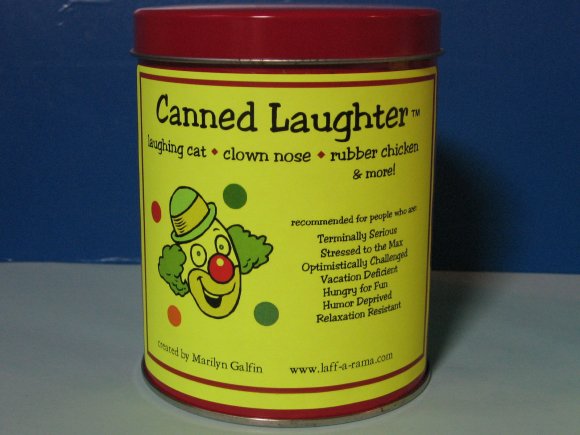 Canned Laughter™
laughing cat ♦ clown nose ♦ rubber chicken
& more!
recommended for people who are:
Terminally Serious
Stressed to the Max
Optimistically Challenged
Vacation Deficient
Hungry for Fun
Humor Deprived
Relaxation Resistant
created by Marilyn Galfin
www.laff-a-rama.com